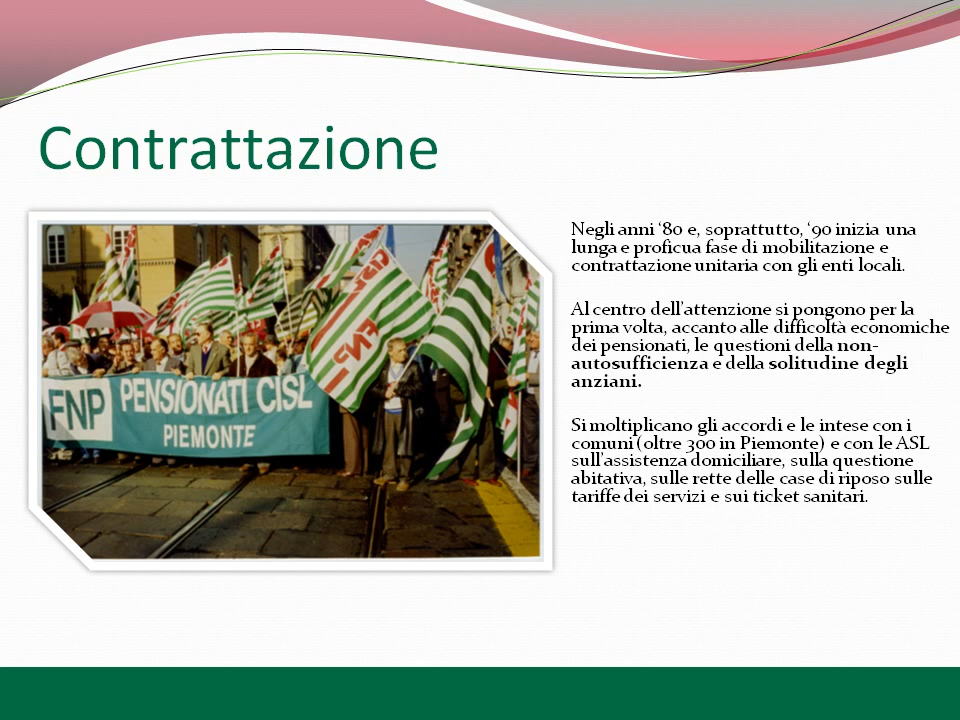 Contrattazione
FNP PENSIONATI CISL
PIEMONTE
FNP
Negli anni ‘80 e, soprattutto, ‘90 inizia una
lunga e proficua fase di mobilitazione e
contrattazione unitaria con gli enti locali.
Al centro dell’attenzione si pongono per la
prima volta, accanto alle difficoltà economiche
dei pensionati, le questioni della non-
autosufficienza e della solitudine degli
anziani.
Si moltiplicano gli accordi e le intese con i
comuni (oltre 300 in Piemonte) e con le ASL
sull’assistenza domiciliare, sulla questione
abitativa, sulle rette delle case di riposo sulle
tariffe dei servizi e sui ticket sanitari.